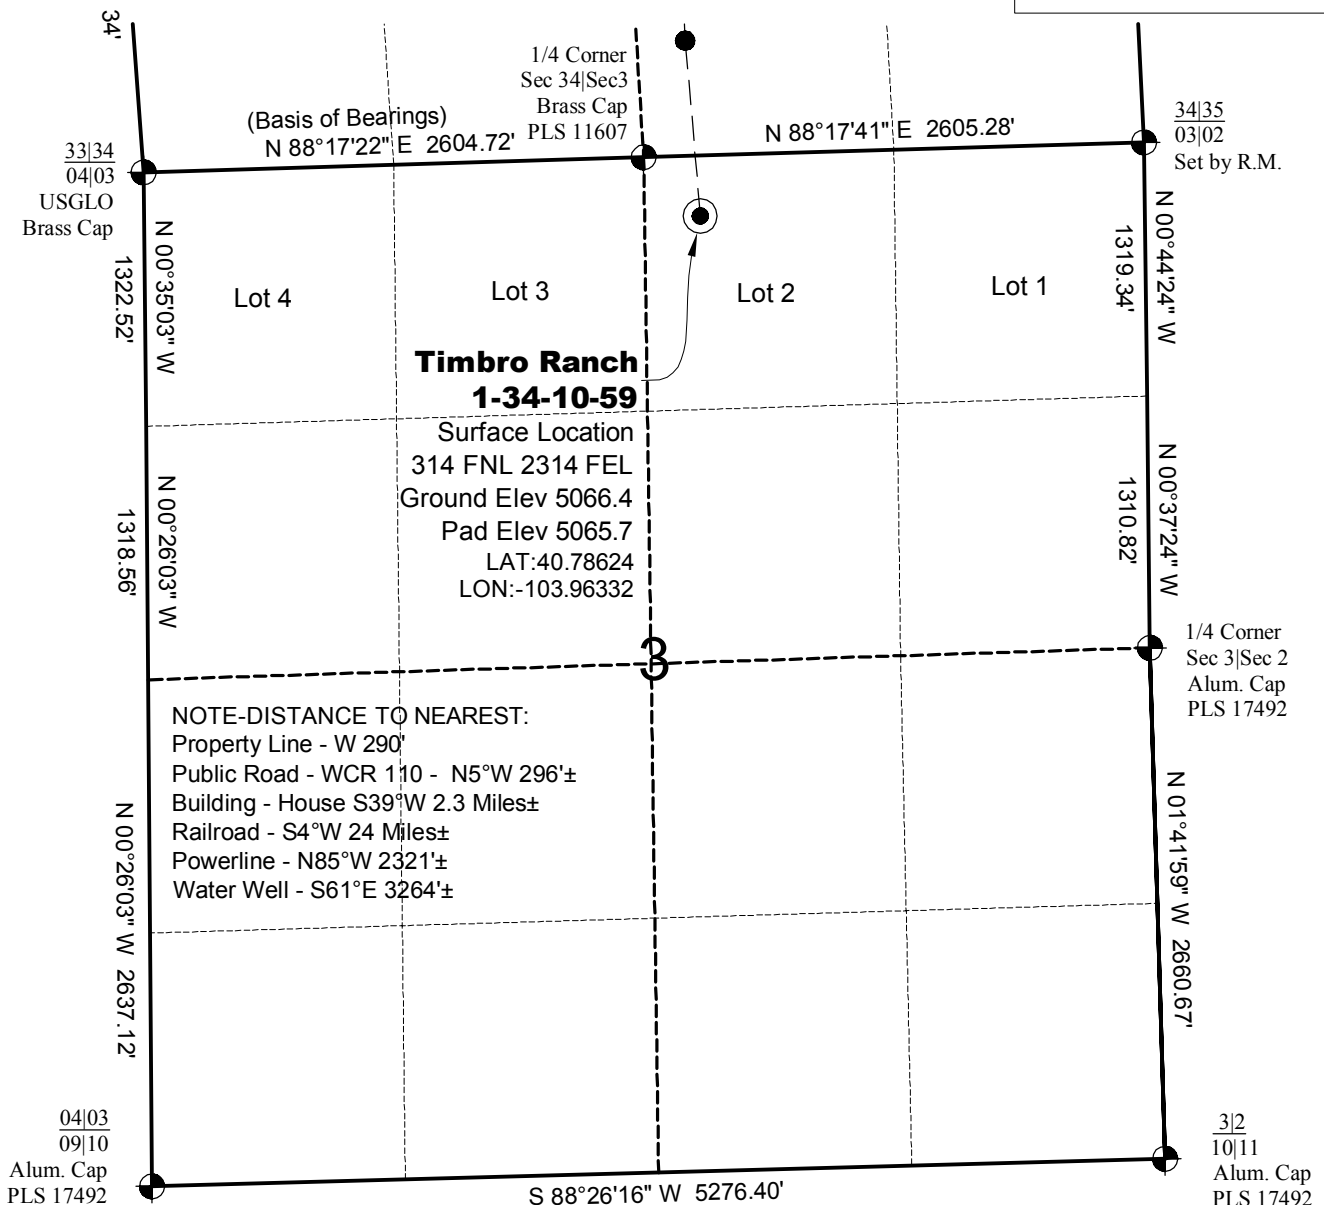 34'
1/4 Corner
Sec 34|Sec3
Brass Cap
PLS 11607
(Basis of Bearings)
N 88°17'22" E 2604.72'
N 88°17'41" E 2605.28'
34|35
03|02
Set by R.M.
33|34
04|03
USGLO
Brass Cap
N 00°35'03" W
1322.52'
N 00°44'24" W
1319.34'
Lot 4
Lot 3
Lot 2
Lot 1
Timbro Ranch
1-34-10-59
Surface Location
314 FNL 2314 FEL
Ground Elev 5066.4
Pad Elev 5065.7
LAT:40.78624
LON:-103.96332
N 00°26'03" W
1318.56'
N 00°37'24" W
1310.82'
3
1/4 Corner
Sec 3|Sec 2
Alum. Cap
PLS 17492
NOTE-DISTANCE TO NEAREST:
Property Line - W 290'
Public Road - WCR 110 - N5°W 296'±
Building - House S39°W 2.3 Miles±
Railroad - S4°W 24 Miles±
Powerline - N85°W 2321'±
Water Well - S61°E 3264'±
N 00°26'03" W 2637.12'
N 01°41'59" W 2660.67'
04|03
09|10
Alum. Cap
PLS 17492
S 88°26'16" W 5276.40'
3|2
10|11
Alum. Cap
PLS 17492